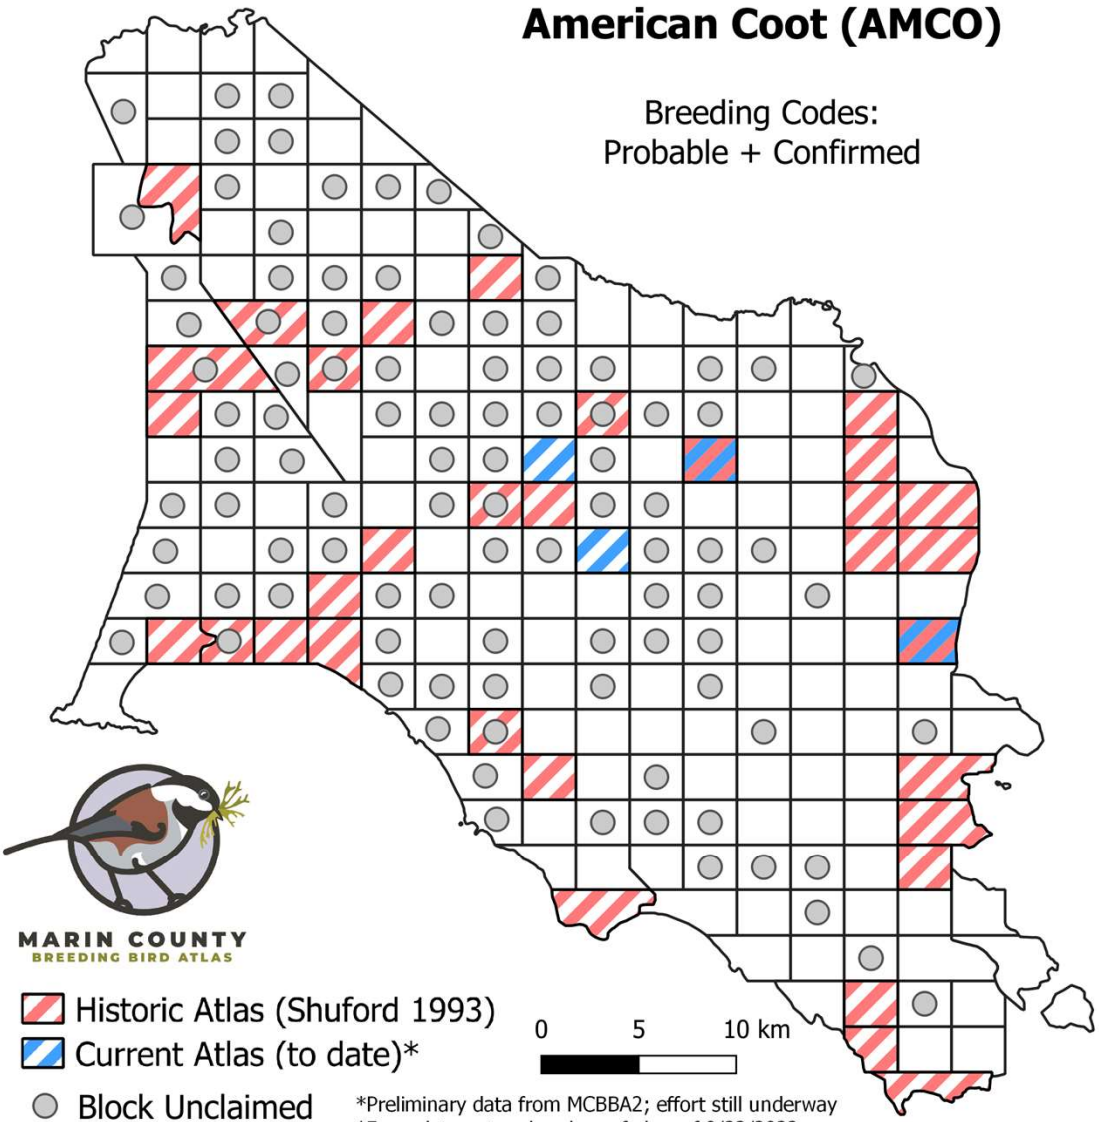 American Coot (AMCO)
Breeding Codes:
Probable + Confirmed
MARIN COUNTY
BREEDING BIRD ATLAS
Historic Atlas (Shuford 1993)
Current Atlas (to date)*
Block Unclaimed
0 5 10 km
*Preliminary data from MCBBA2; effort still underway